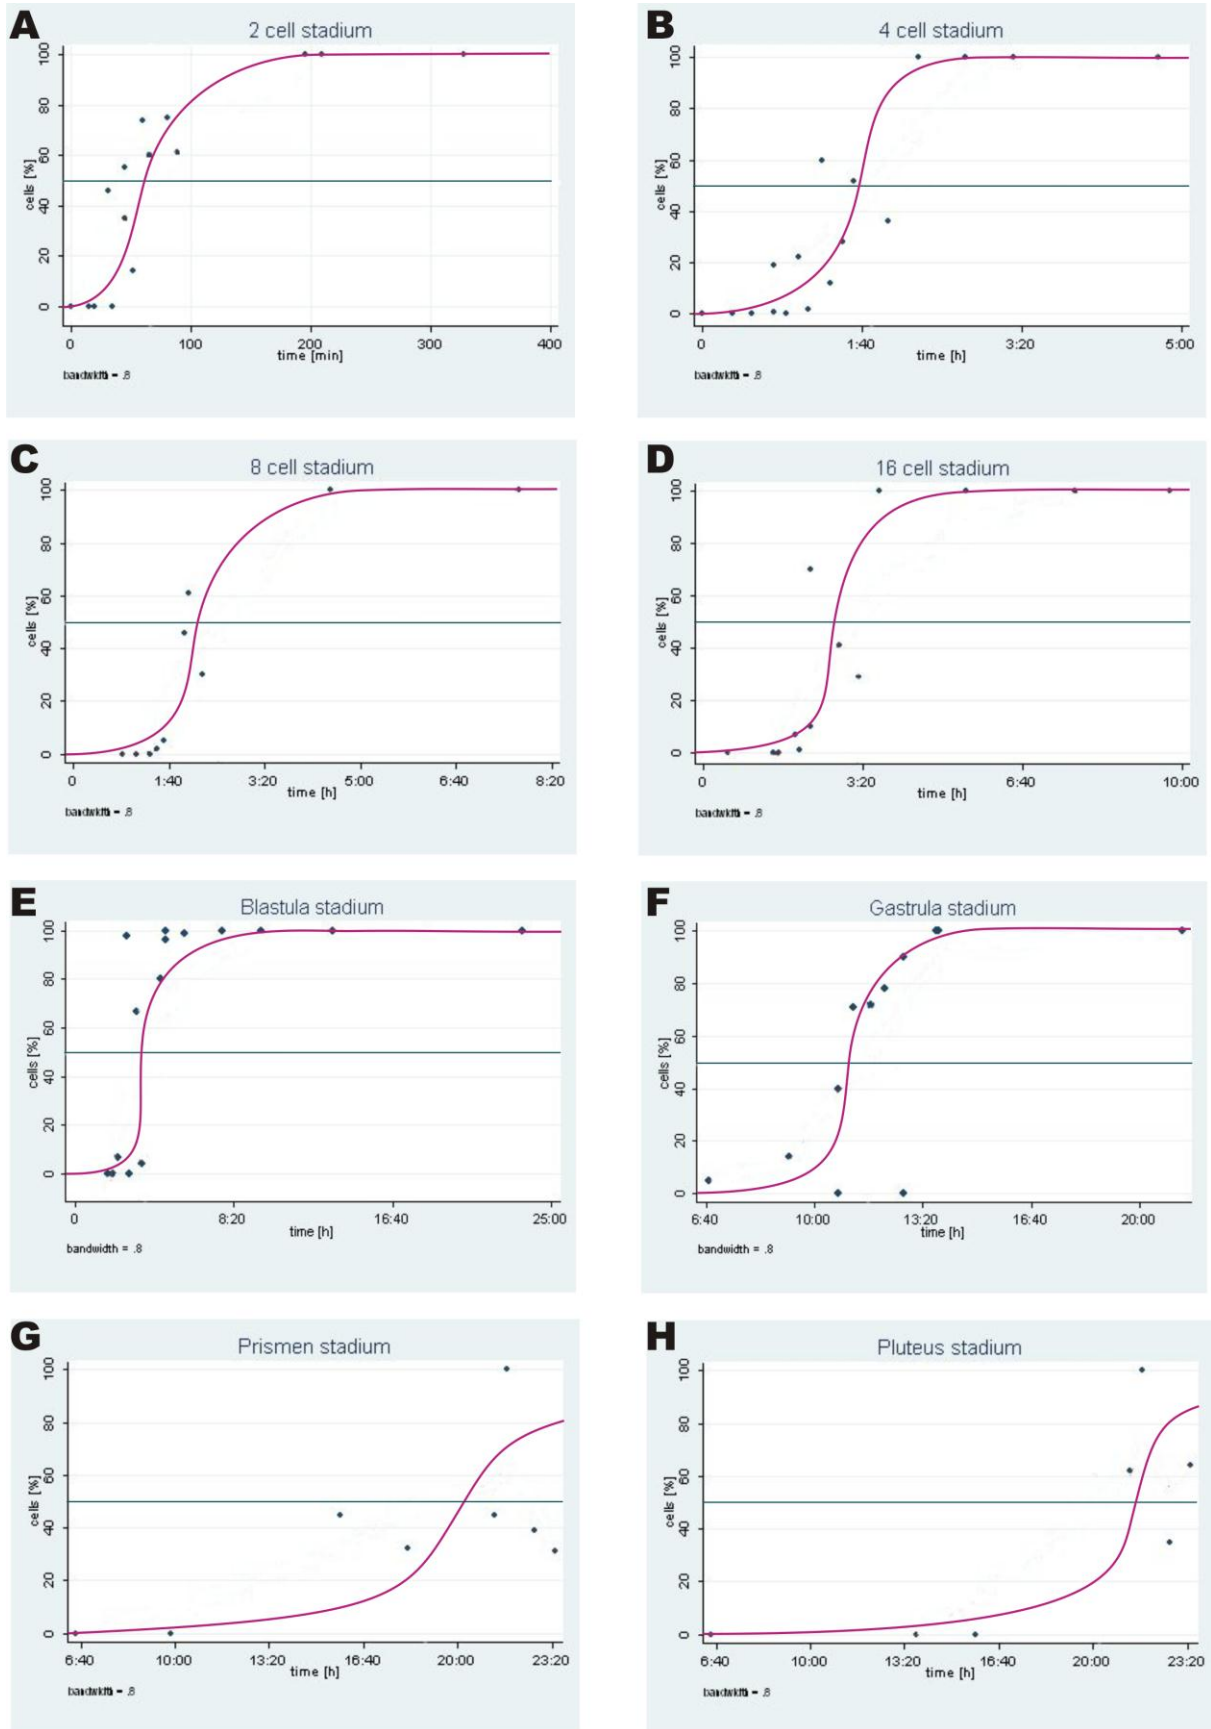 A
2 cell stadium
100
80
60
40
20
0
cells [%]
0 100 200 300 400
time [min]
bandwidth = .8
B
4 cell stadium
100
80
60
40
20
0
cells [%]
0 1:40 3:20 5:00
time [h]
bandwidth = .8
C
8 cell stadium
100
80
60
40
20
0
cells [%]
0 1:40 3:20 5:00 6:40 8:20
time [h]
bandwidth = .8
D
16 cell stadium
100
80
60
40
20
0
cells [%]
0 3:20 6:40 10:00
time [h]
bandwidth = .8
E
Blastula stadium
100
80
60
40
20
0
cells [%]
0 8:20 16:40 25:00
time [h]
bandwidth = .8
F
Gastrula stadium
100
80
60
40
20
0
cells [%]
6:40 10:00 13:20 16:40 20:00
time [h]
bandwidth = .8
G
Prismen stadium
100
80
60
40
20
0
cells [%]
6:40 10:00 13:20 16:40 20:00 23:20
time [h]
bandwidth = .8
H
Pluteus stadium
100
80
60
40
20
0
cells [%]
6:40 10:00 13:20 16:40 20:00 23:20
time [h]
bandwidth = .8